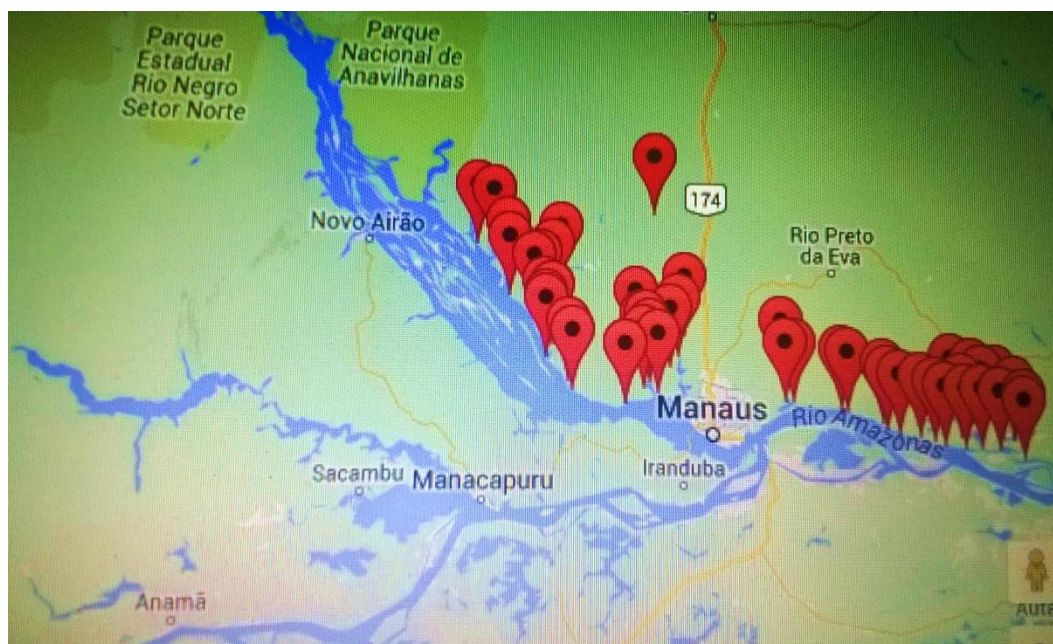 Parque
Estadual
Rio Negro
Setor Norte
Parque
Nacional de
Anavilhanas
174
Novo Airão
Rio Preto
da Eva
Manaus
Rio Amazonas
Iranduba
Sacambu
Manacapuru
Anamã
Auta